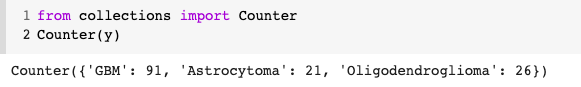 1 from collections import Counter
2 Counter(y)
Counter({'GBM': 91, 'Astrocytoma': 21, 'Oligodendroglioma': 26})